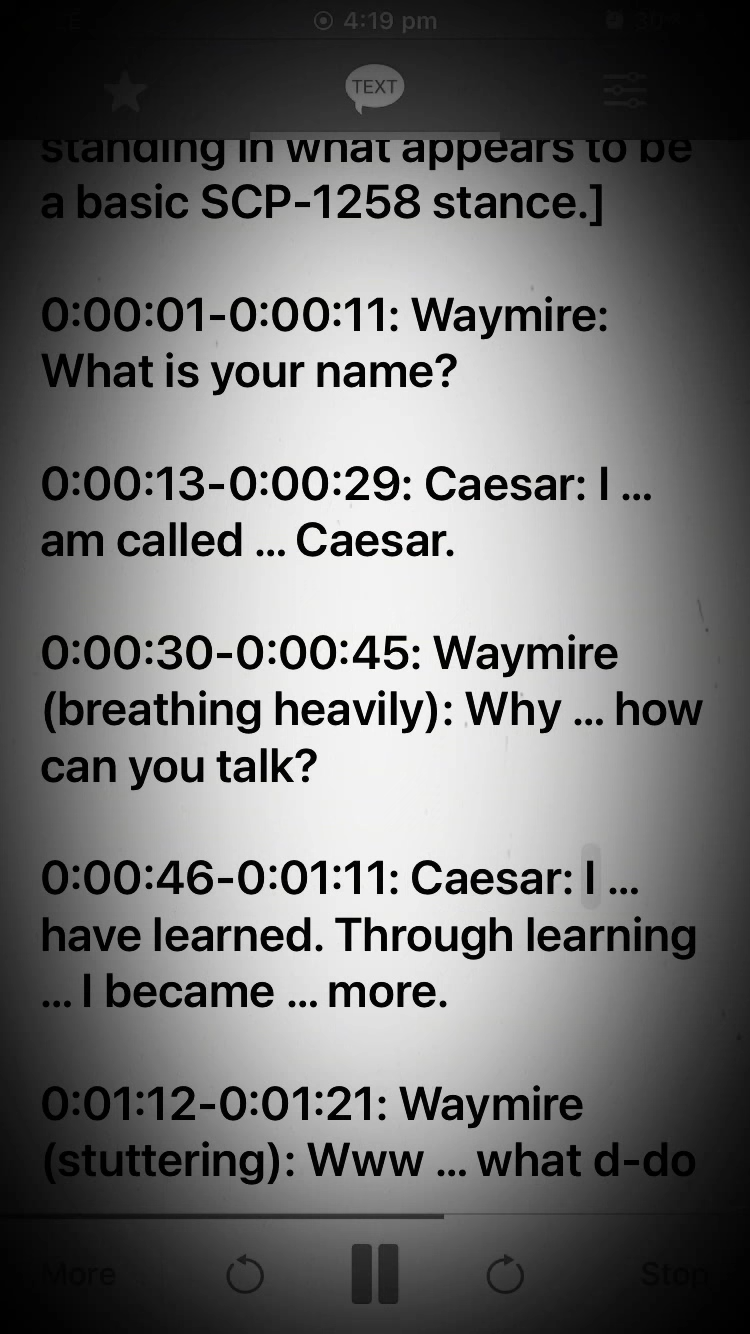 4:19 pm
TEXT
standing in what appears to be
a basic SCP-1258 stance.]
0:00:01-0:00:11: Waymire:
What is your name?
0:00:13-0:00:29: Caesar: I ...
am called ... Caesar.
0:00:30-0:00:45: Waymire
(breathing heavily): Why ... how
can you talk?
0:00:46-0:01:11: Caesar: I ...
have learned. Through learning
... I became ... more.
0:01:12-0:01:21: Waymire
(stuttering): Www ... what d-do
More
Stop